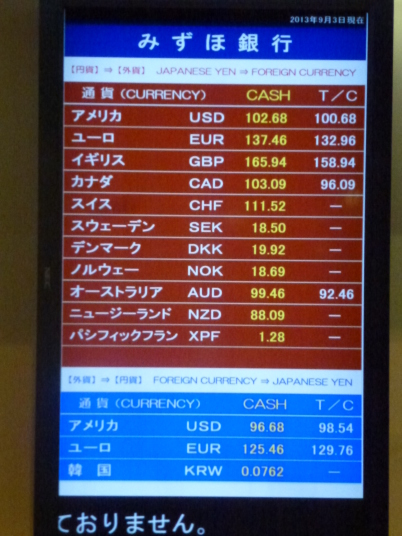 2013年9月3日現在
みずほ銀行
【円貨】⇒【外貨】 JAPANESE YEN ⇒ FOREIGN CURRENCY
通貨 (CURRENCY) CASH T/C
アメリカ USD 102.68 100.68
ユーロ EUR 137.46 132.96
イギリス GBP 165.94 158.94
カナダ CAD 103.09 96.09
スイス CHF 111.52 —
スウェーデン SEK 18.50 —
デンマーク DKK 19.92 —
ノルウェー NOK 18.69 —
オーストラリア AUD 99.46 92.46
ニュージーランド NZD 88.09 —
パシフィックフラン XPF 1.28 —
【外貨】⇒【円貨】 FOREIGN CURRENCY ⇒ JAPANESE YEN
通貨 (CURRENCY) CASH T/C
アメリカ USD 96.68 98.54
ユーロ EUR 125.46 129.76
韓国 KRW 0.0762 —
ておりません。